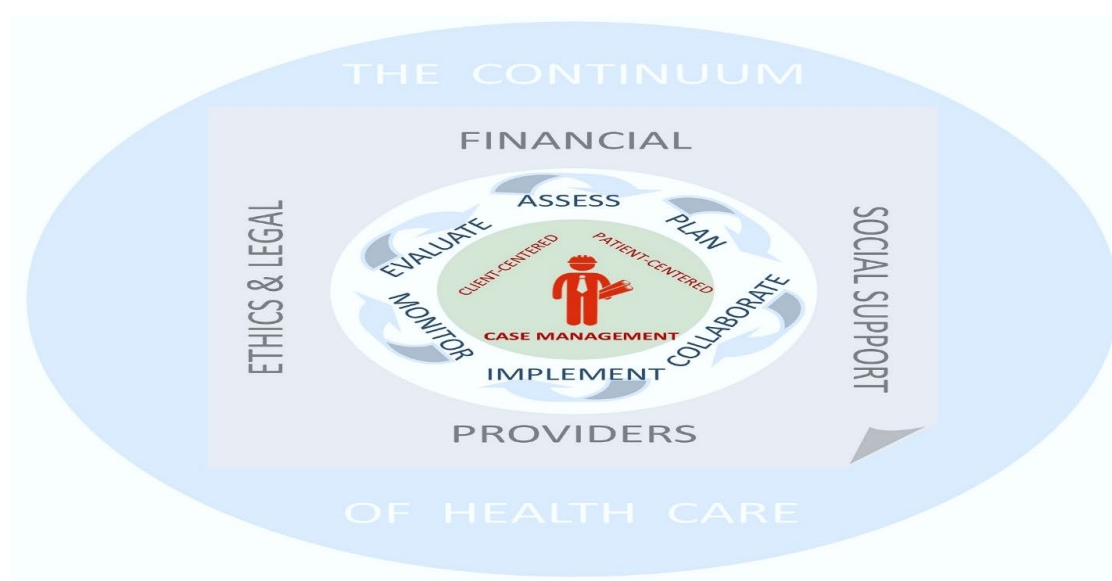 THE CONTINUUM
FINANCIAL
ETHICS & LEGAL
SOCIAL SUPPORT
ASSESS
PLAN
COLLABORATE
IMPLEMENT
MONITOR
EVALUATE
CLIENT-CENTERED
PATIENT-CENTERED
CASE MANAGEMENT
PROVIDERS
OF HEALTH CARE